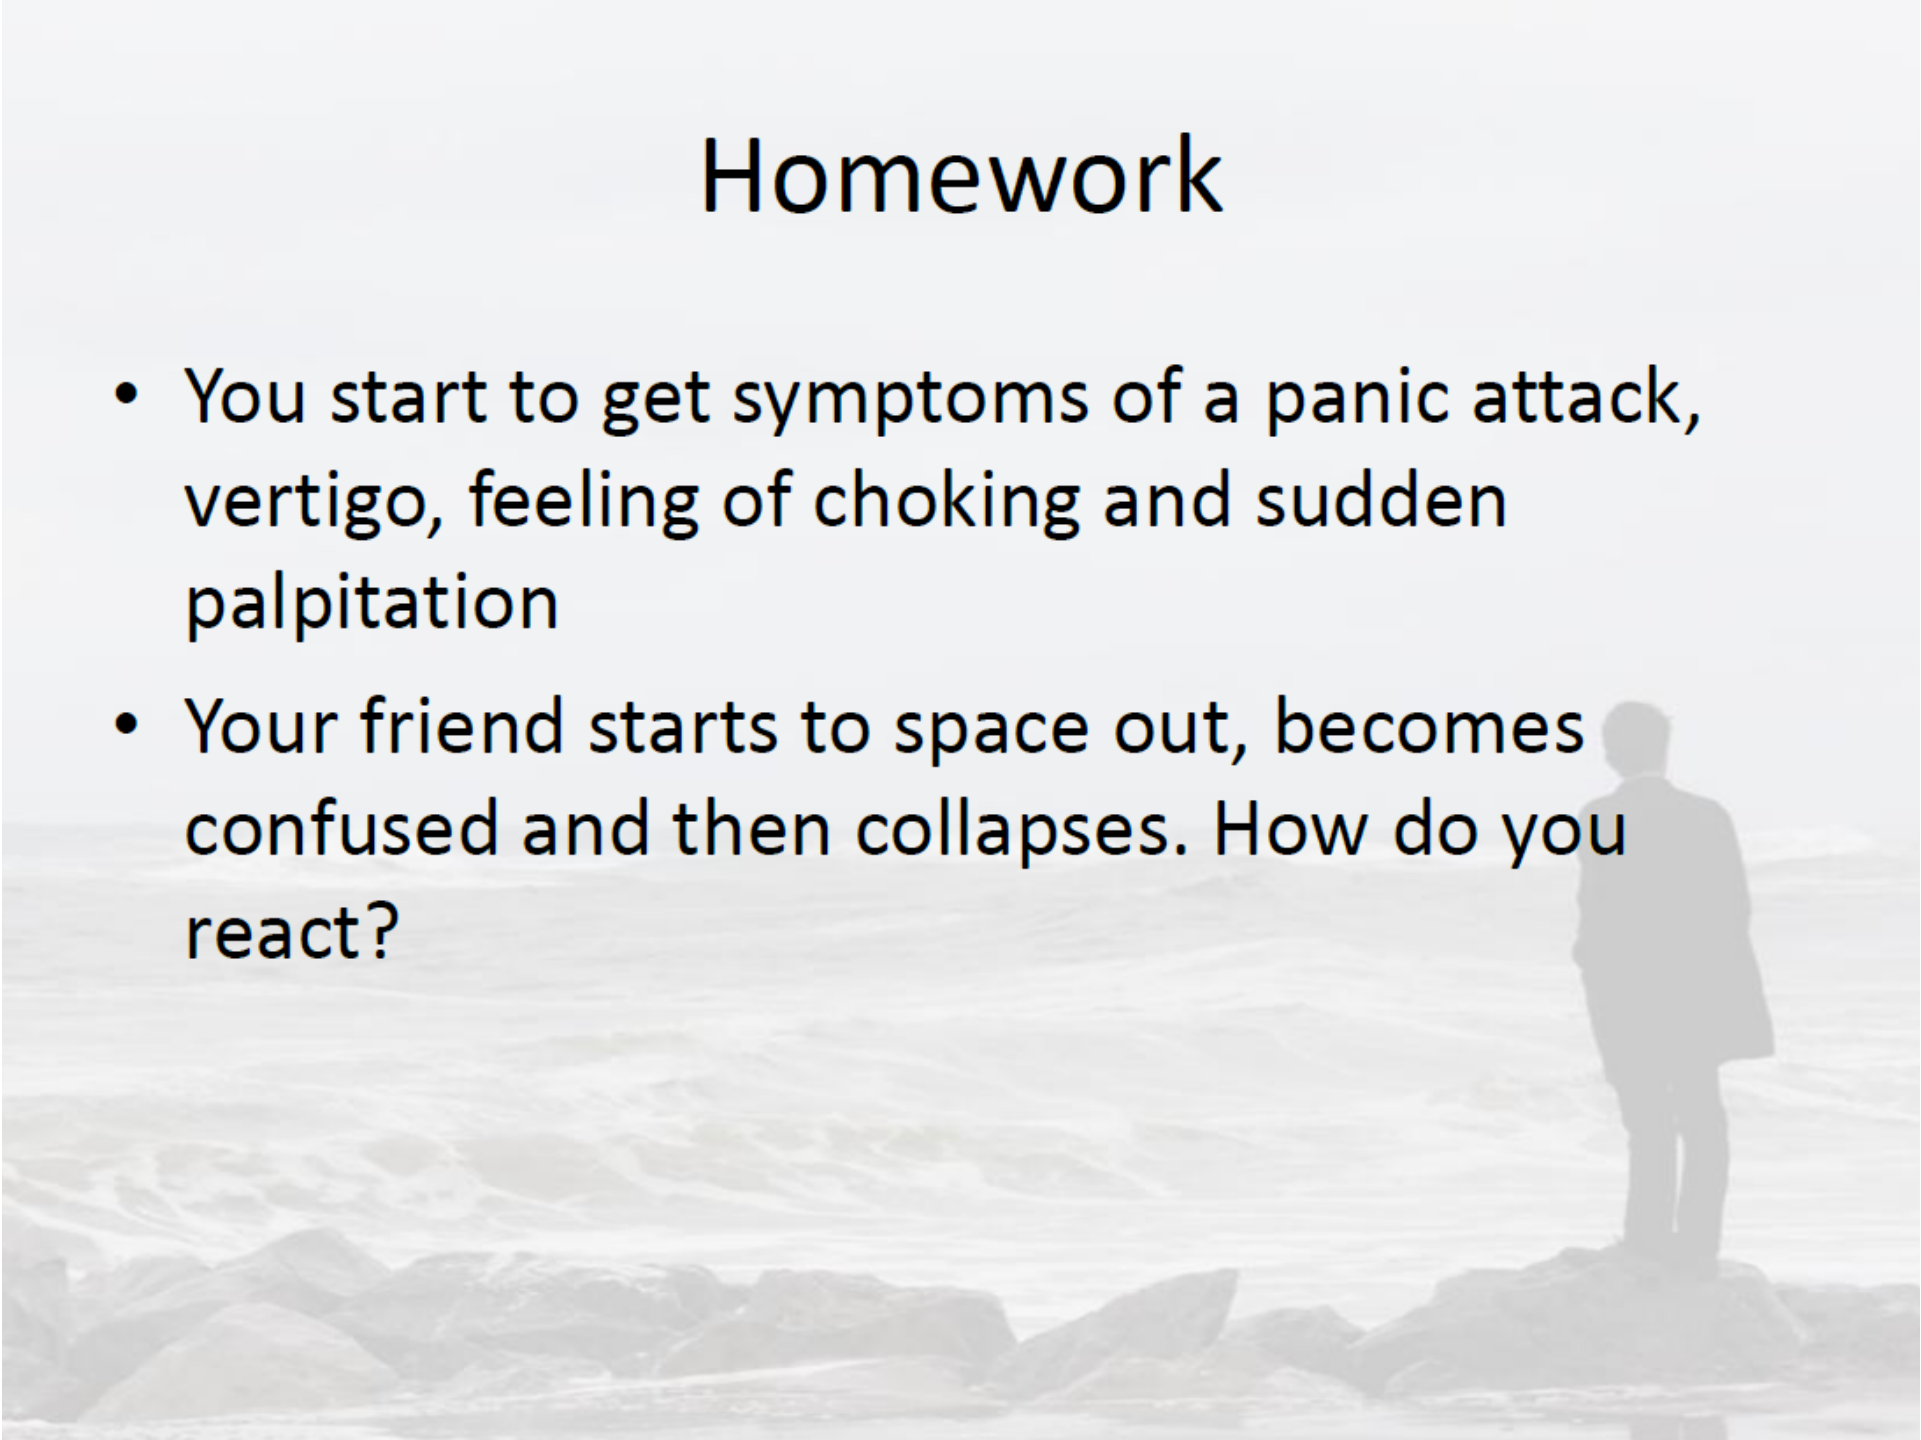 Homework
• You start to get symptoms of a panic attack,
vertigo, feeling of choking and sudden
palpitation
• Your friend starts to space out, becomes
confused and then collapses. How do you
react?